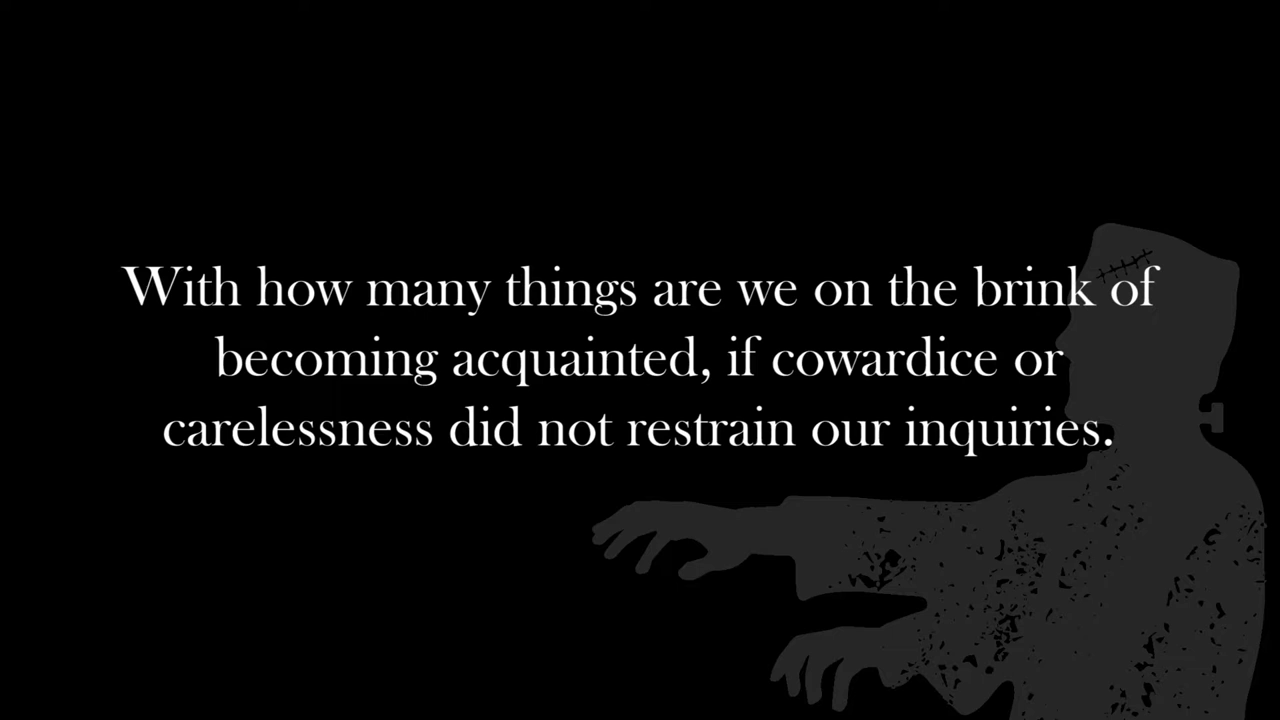 With how many things are we on the brink of
becoming acquainted, if cowardice or
carelessness did not restrain our inquiries.